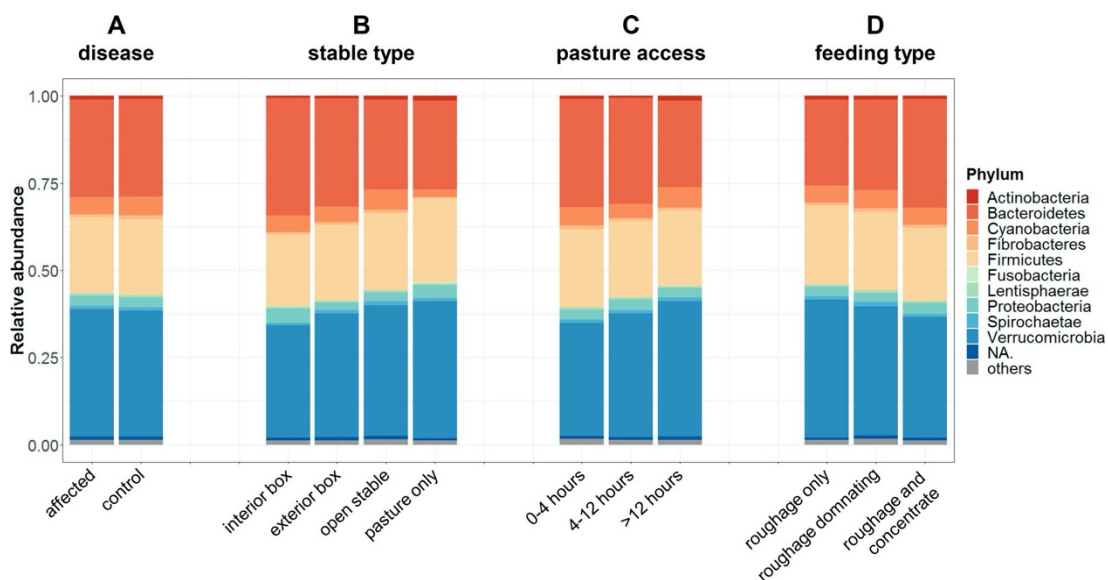 A
disease
B
stable type
C
pasture access
D
feeding type
Relative abundance
1.00
0.75
0.50
0.25
0.00
affected
control
interior box
exterior box
open stable
pasture only
0-4 hours
4-12 hours
>12 hours
roughage only
roughage domnating
roughage and
concentrate
Phylum
Actinobacteria
Bacteroidetes
Cyanobacteria
Fibrobacteres
Firmicutes
Fusobacteria
Lentisphaerae
Proteobacteria
Spirochaetae
Verrucomicrobia
NA.
others